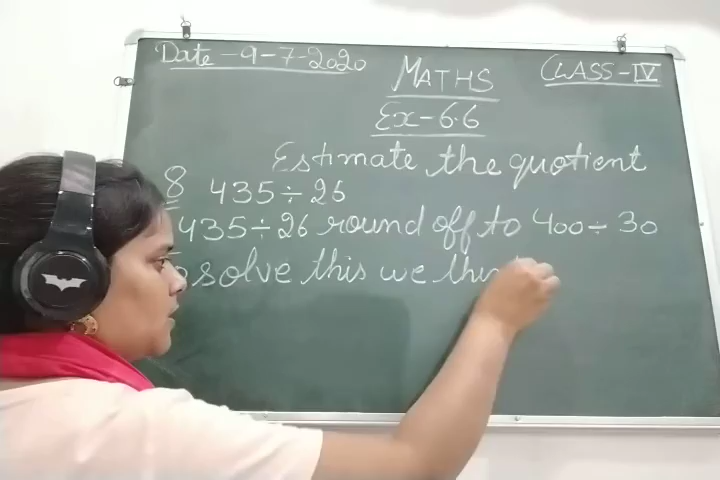 Date - 9-7-2020
MATHS
CLASS-IV
Ex-6.6
Estimate the quotient
8 435÷26
435÷26 round off to 400÷30
solve this we